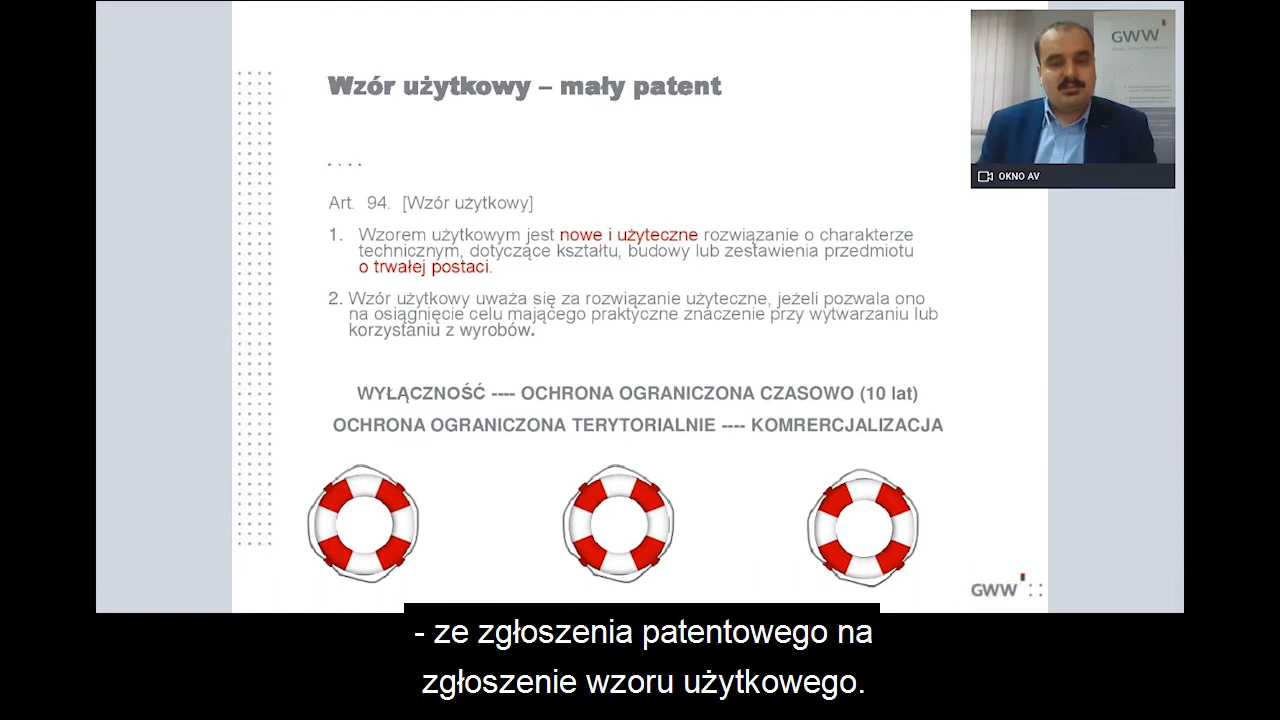 Wzór użytkowy – mały patent
GWW
OKNO AV
Art. 94. [Wzór użytkowy]
1. Wzorem użytkowym jest nowe i użyteczne rozwiązanie o charakterze
technicznym, dotyczące kształtu, budowy lub zestawienia przedmiotu
o trwałej postaci.
2. Wzór użytkowy uważa się za rozwiązanie użyteczne, jeżeli pozwala ono
na osiągnięcie celu mającego praktyczne znaczenie przy wytwarzaniu lub
korzystaniu z wyrobów.
WYŁĄCZNOŚĆ ---- OCHRONA OGRANICZONA CZASOWO (10 lat)
OCHRONA OGRANICZONA TERYTORIALNIE ---- KOMRERCJALIZACJA
GWW
- ze zgłoszenia patentowego na
zgłoszenie wzoru użytkowego.